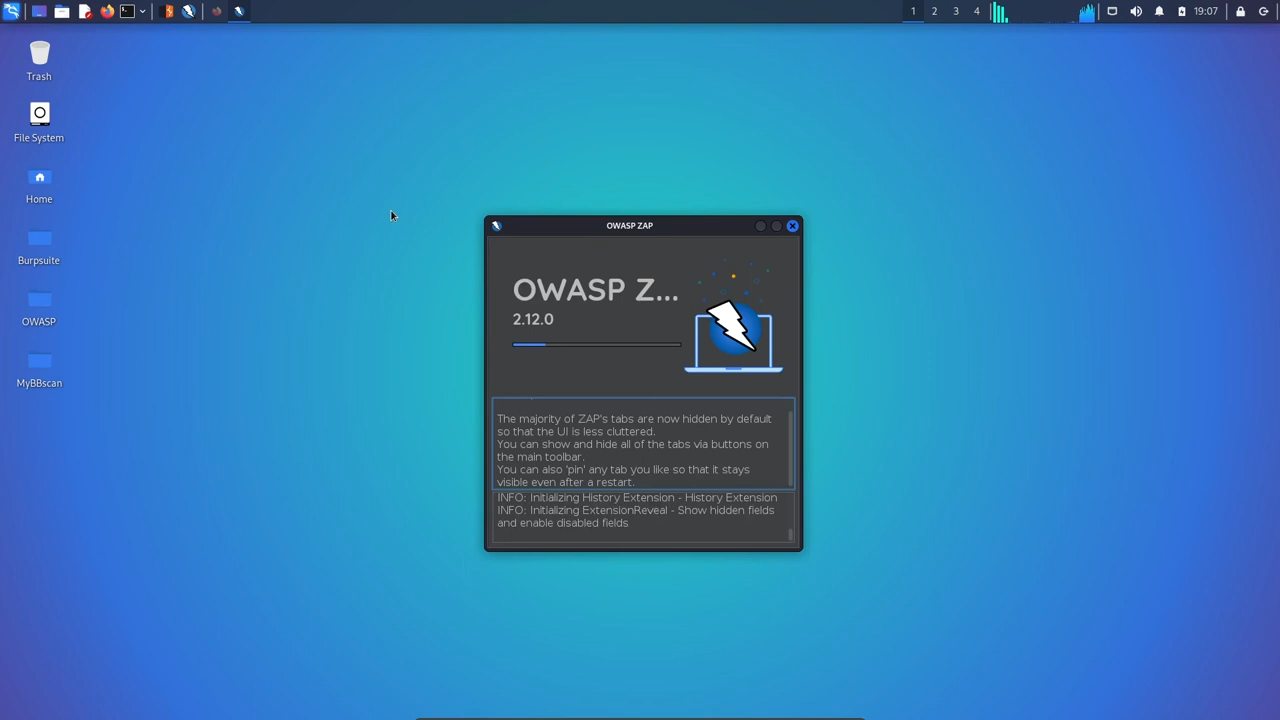 1 2 3 4 19:07
Trash
File System
Home
Burpsuite
OWASP
MyBBscan
OWASP ZAP
OWASP Z...
2.12.0
The majority of ZAP's tabs are now hidden by default
so that the UI is less cluttered.
You can show and hide all of the tabs via buttons on
the main toolbar.
You can also 'pin' any tab you like so that it stays
visible even after a restart.
INFO: Initializing History Extension - History Extension
INFO: Initializing ExtensionReveal - Show hidden fields
and enable disabled fields